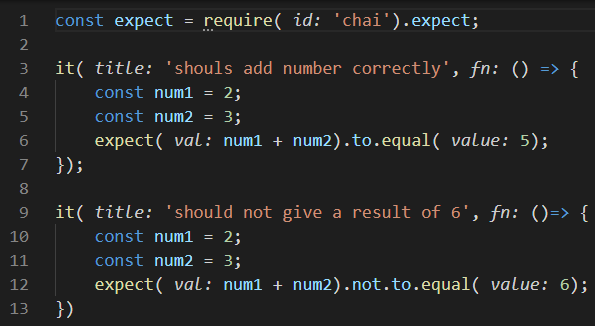 1 const expect = require( id: 'chai').expect;
2
3 it( title: 'shouls add number correctly', fn: () => {
4 const num1 = 2;
5 const num2 = 3;
6 expect( val: num1 + num2).to.equal( value: 5);
7 });
8
9 it( title: 'should not give a result of 6', fn: ()=> {
10 const num1 = 2;
11 const num2 = 3;
12 expect( val: num1 + num2).not.to.equal( value: 6);
13 })